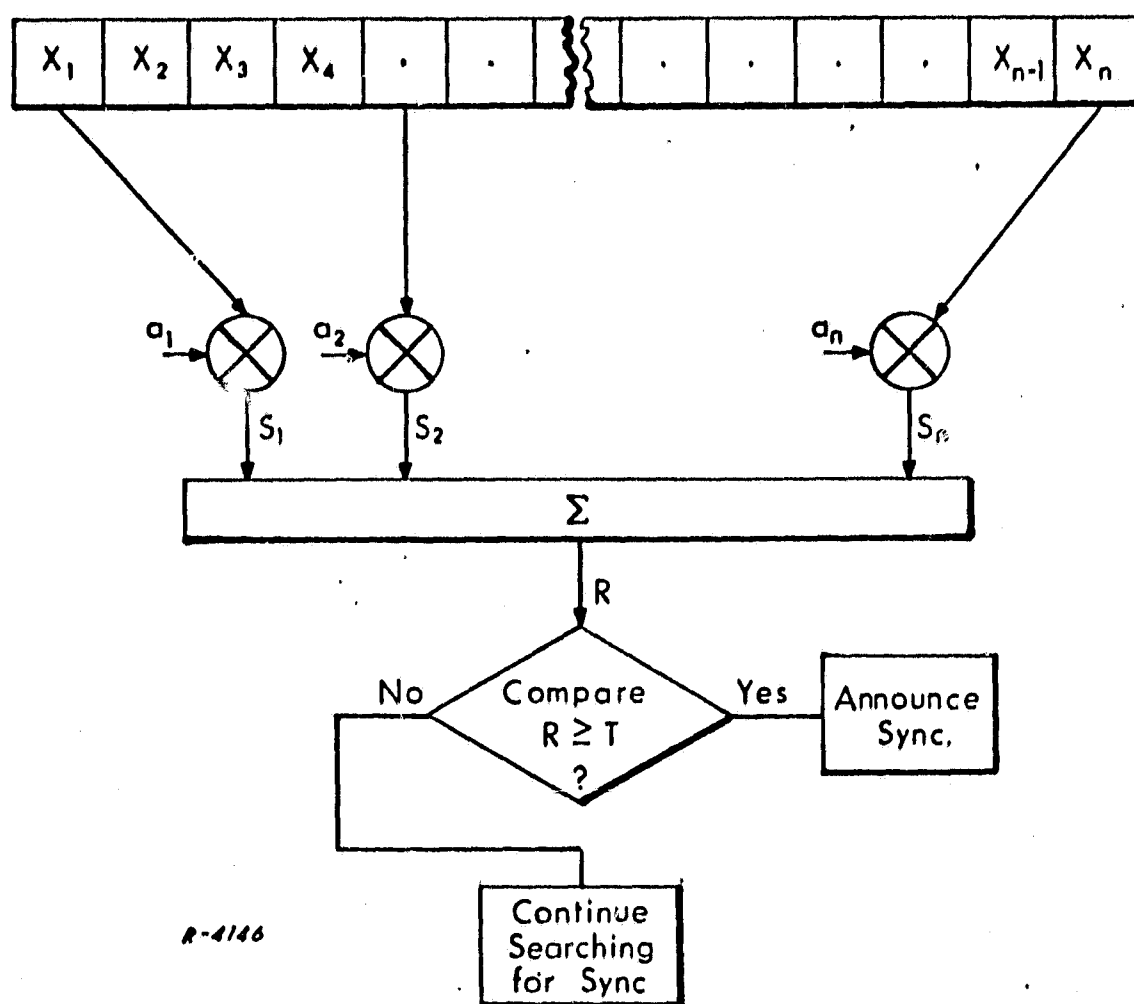 X₁ X₂ X₃ X₄ . . . . . . Xₙ₋₁ Xₙ
a₁ a₂ aₙ
S₁ S₂ Sₙ
Σ
R
No Compare Yes Announce
R ≧ T Sync.
?
Continue
Searching
for Sync
R-4146